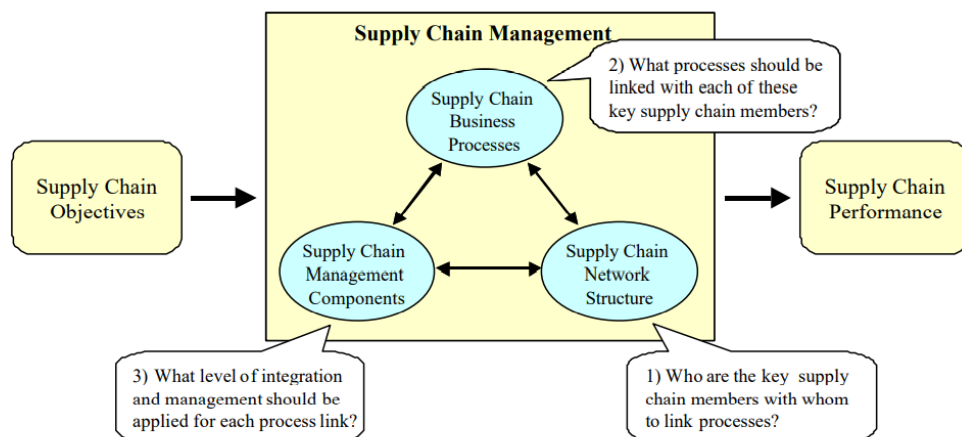 Supply Chain Management
2) What processes should be
linked with each of these
key supply chain members?
Supply Chain
Business
Processes
Supply Chain
Objectives
Supply Chain
Performance
Supply Chain
Management
Components
Supply Chain
Network
Structure
3) What level of integration
and management should be
applied for each process link?
1) Who are the key supply
chain members with whom
to link processes?